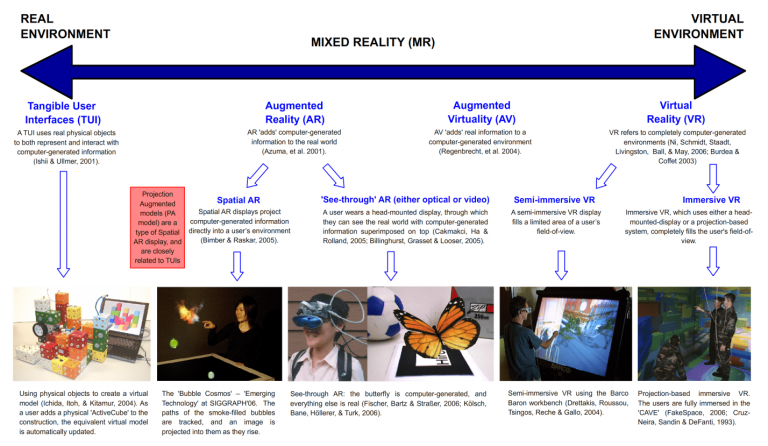 REAL
ENVIRONMENT
VIRTUAL
ENVIRONMENT
MIXED REALITY (MR)
Tangible User
Interfaces (TUI)
A TUI uses real physical objects
to both represent and interact with
computer-generated information
(Ishii & Ullmer, 2001).
Augmented
Reality (AR)
AR 'adds' computer-generated
information to the real world
(Azuma, et al. 2001).
Augmented
Virtuality (AV)
AV 'adds' real information to a
computer-generated environment
(Regenbrecht, et al. 2004).
Virtual
Reality (VR)
VR refers to completely computer-generated
environments (Ni, Schmidt, Staadt,
Livingston, Ball, & May, 2006; Burdea &
Coffet 2003)
Projection
Augmented
models (PA
model) are a
type of Spatial
AR display, and
are closely
related to TUIs
Spatial AR
Spatial AR displays project
computer-generated information
directly into a user's environment
(Bimber & Raskar, 2005).
'See-through' AR (either optical or video)
A user wears a head-mounted display, through which
they can see the real world with computer-generated
information superimposed on top (Cakmakci, Ha &
Rolland, 2005; Billinghurst, Grasset & Looser, 2005).
Semi-immersive VR
A semi-immersive VR display
fills a limited area of a user's
field-of-view.
Immersive VR
Immersive VR, which uses either a head-
mounted-display or a projection-based
system, completely fills the user's field-of-
view.
Using physical objects to create a virtual
model (Ichida, Itoh, & Kitamur, 2004). As
a user adds a physical 'ActiveCube' to the
construction, the equivalent virtual model
is automatically updated.
The 'Bubble Cosmos' – 'Emerging
Technology' at SIGGRAPH'06. The
paths of the smoke-filled bubbles
are tracked, and an image is
projected into them as they rise.
See-through AR: the butterfly is computer-generated, and
everything else is real (Fischer, Bartz & Straßer, 2006; Kölsch,
Bane, Höllerer, & Turk, 2006).
Semi-immersive VR using the Barco
Baron workbench (Drettakis, Roussou,
Tsingos, Reche & Gallo, 2004).
Projection-based immersive VR.
The users are fully immersed in the
'CAVE' (FakeSpace, 2006; Cruz-
Neira, Sandin & DeFanti, 1993).